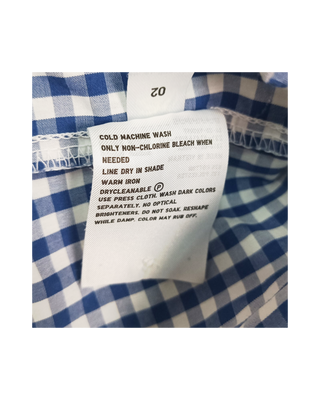 02
COLD MACHINE WASH
ONLY NON-CHLORINE BLEACH WHEN
NEEDED
LINE DRY IN SHADE
WARM IRON
DRYCLEANABLE Ⓟ
USE PRESS CLOTH. WASH DARK COLORS
SEPARATELY. NO OPTICAL
BRIGHTENERS. DO NOT SOAK. RESHAPE
WHILE DAMP. COLOR MAY RUB OFF.